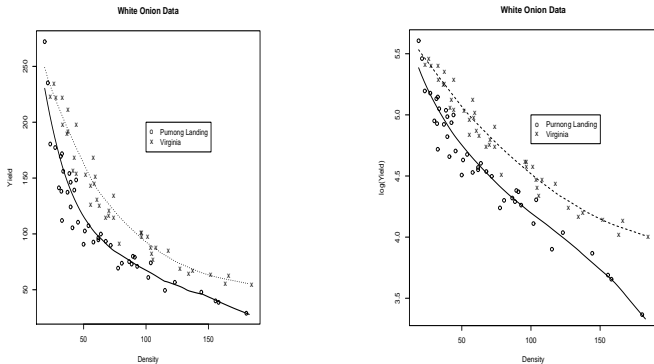 White Onion Data
Yield
250
200
150
100
50
Purnong Landing
Virginia
50
100
150
Density
White Onion Data
log(Yield)
5.5
5.0
4.5
4.0
3.5
Purnong Landing
Virginia
50
100
150
Density